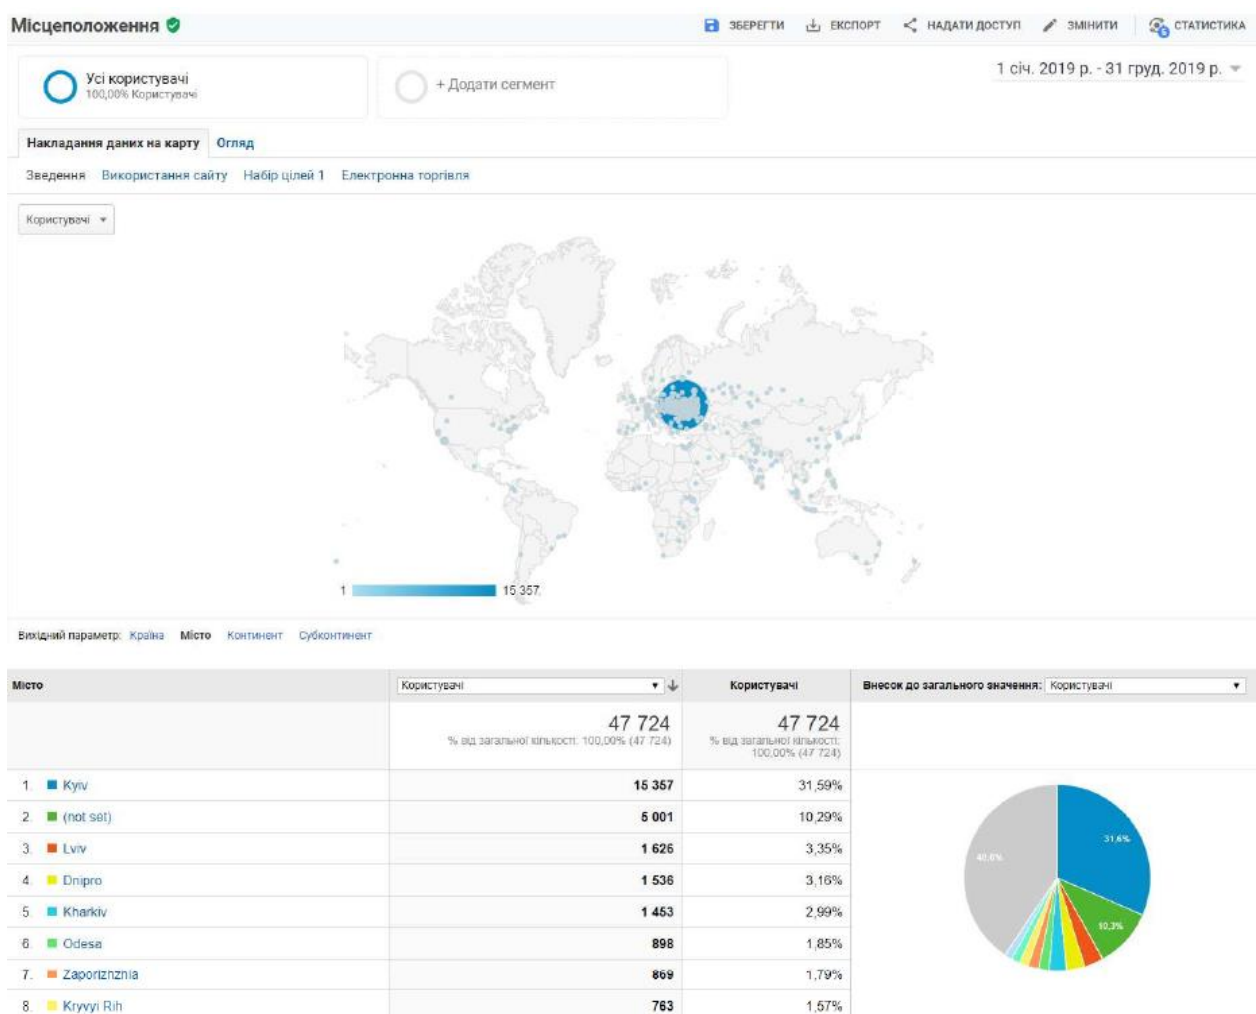 Місцеположення
ЗБЕРЕГТИ ЕКСПОРТ НАДАТИ ДОСТУП ЗМІНИТИ СТАТИСТИКА
Усі користувачі
100,00% Користувачі
+ Додати сегмент
1 січ. 2019 р. - 31 груд. 2019 р.
Накладання даних на карту Огляд
Зведення Використання сайту Набір цілей 1 Електронна торгівля
Користувачі
1 15 357
Вихідний параметр: Країна Місто Континент Субконтинент
Місто Користувачі Користувачі Внесок до загального значення: Користувачі
47 724 47 724
% від загальної кількості: 100,00% (47 724) % від загальної кількості:
100,00% (47 724)
1. Kyiv 15 357 31,59%
2. (not set) 5 001 10,29%
3. Lviv 1 626 3,35%
4. Dnipro 1 536 3,16%
5. Kharkiv 1 453 2,99%
6. Odesa 898 1,85%
7. Zaporizhzhia 869 1,79%
8. Kryvyi Rih 763 1,57%
31,6%
10,3%